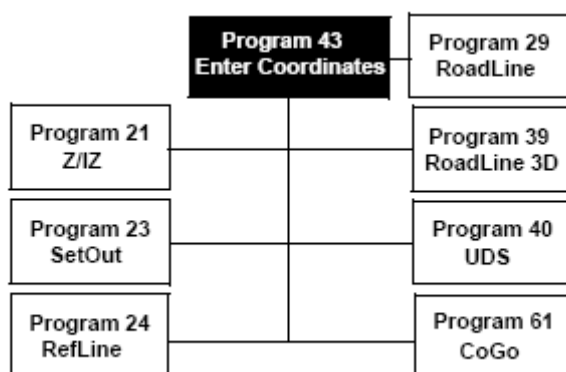 Program 43
Enter Coordinates
Program 29
RoadLine
Program 21
Z/IZ
Program 39
RoadLine 3D
Program 23
SetOut
Program 40
UDS
Program 24
RefLine
Program 61
CoGo